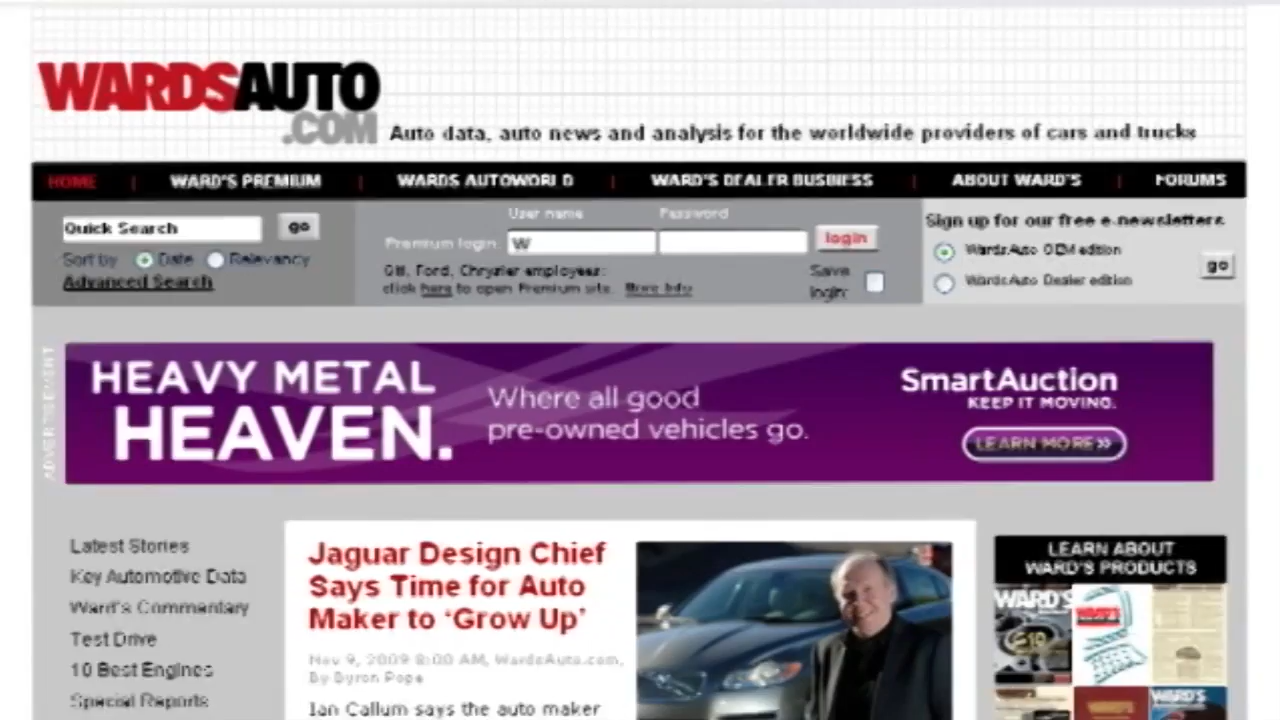 WARDSAUTO
.COM
Auto data, auto news and analysis for the worldwide providers of cars and trucks
HOME
WARD'S PREMIUM
WARDS AUTOWORLD
WARD'S DEALER BUSINESS
ABOUT WARD'S
FORUMS
Quick Search
go
Sort by
Date
Relevancy
Advanced Search
User name
Password
Premium login:
W
login
GM, Ford, Chrysler employees:
click here to open Premium site.
More Info
Save
login:
Sign up for our free e-newsletters
WardsAuto OEM edition
WardsAuto Dealer edition
go
ADVERTISEMENT
HEAVY METAL
HEAVEN.
Where all good
pre-owned vehicles go.
SmartAuction
KEEP IT MOVING.
LEARN MORE »
Latest Stories
Key Automotive Data
Ward's Commentary
Test Drive
10 Best Engines
Special Reports
Jaguar Design Chief
Says Time for Auto
Maker to ‘Grow Up’
Nov 9, 2009 8:00 AM, WardsAuto.com,
By Byron Pope
Ian Callum says the auto maker
LEARN ABOUT
WARD'S PRODUCTS
WARD'S
WARD'S
WARD'S